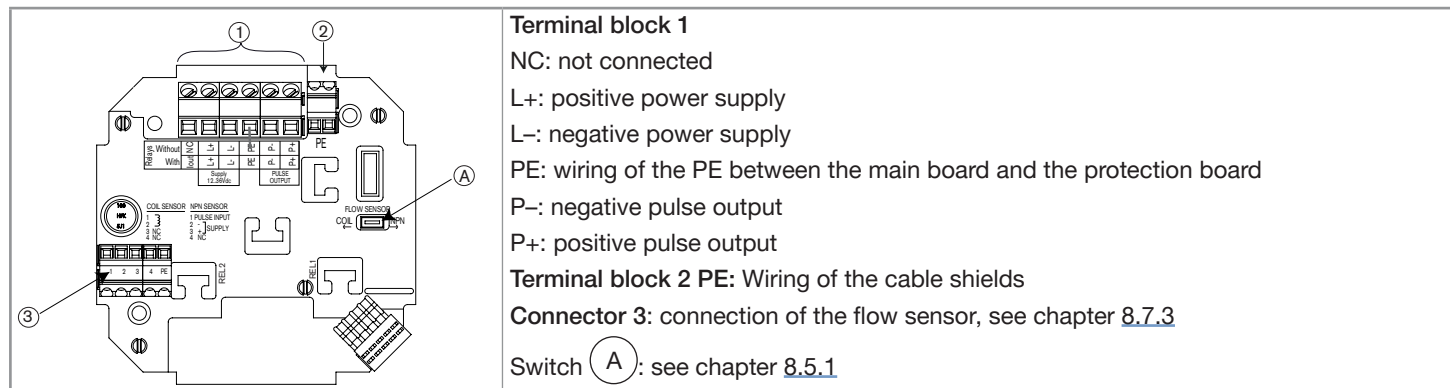 1
2
PE
Relays
Without
With
NC
L+
L-
PE
P-
P+
Iout
L+
L-
PE
P-
P+
Supply
12..36Vdc
PULSE
OUTPUT
A
FLOW SENSOR
COIL
NPN
COIL SENSOR NPN SENSOR
1 1 PULSE INPUT
2 2 -
3 NC 3 +
4 NC 4 NC
SUPPLY
1 2 3 4 PE
REL2
REL1
3
Terminal block 1
NC: not connected
L+: positive power supply
L–: negative power supply
PE: wiring of the PE between the main board and the protection board
P–: negative pulse output
P+: positive pulse output
Terminal block 2 PE: Wiring of the cable shields
Connector 3: connection of the flow sensor, see chapter 8.7.3
Switch A: see chapter 8.5.1